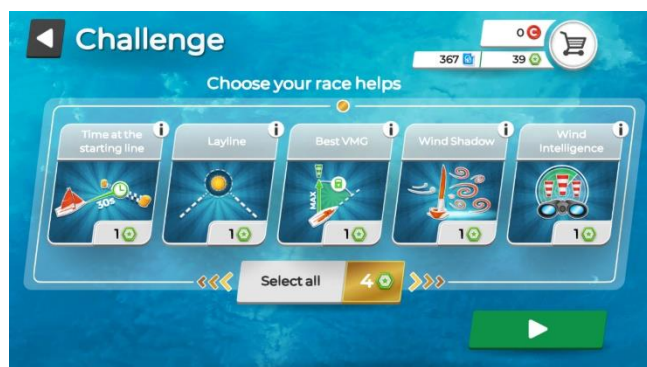 Challenge
0
367
39
Choose your race helps
Time at the
starting line
Layline
Best VMG
Wind Shadow
Wind
Intelligence
30s
MAX
1
1
1
1
1
Select all
4